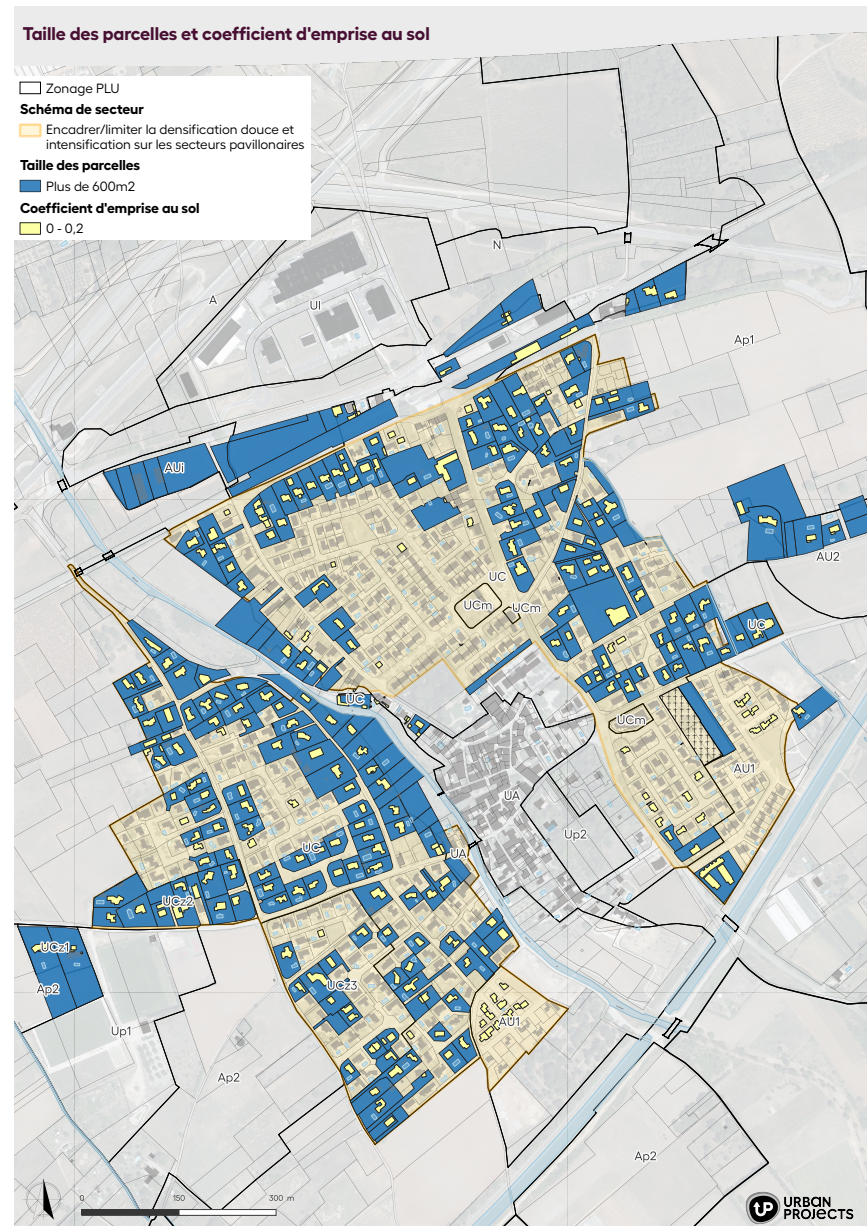 Taille des parcelles et coefficient d'emprise au sol
Zonage PLU
Schéma de secteur
Encadrer/limiter la densification douce et
intensification sur les secteurs pavillonaires
Taille des parcelles
Plus de 600m2
Coefficient d'emprise au sol
0 - 0,2
N
A
UI
Ap1
AUi
AU2
UC
UCm
UCm
UC
UC
UCm
AU1
UA
Up2
UC
UA
UCz2
UCz1
UCz3
Ap2
AU1
Up1
Ap2
Ap2
0 150 300 m
UP URBAN
PROJECTS